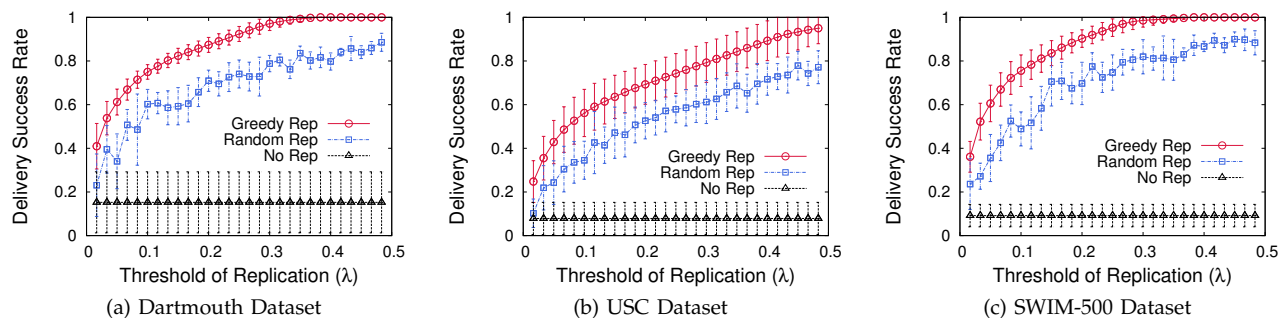 Delivery Success Rate
1
0.8
0.6
0.4
0.2
0
Greedy Rep
Random Rep
No Rep
0 0.1 0.2 0.3 0.4 0.5
Threshold of Replication (λ)
(a) Dartmouth Dataset
Delivery Success Rate
1
0.8
0.6
0.4
0.2
0
Greedy Rep
Random Rep
No Rep
0 0.1 0.2 0.3 0.4 0.5
Threshold of Replication (λ)
(b) USC Dataset
Delivery Success Rate
1
0.8
0.6
0.4
0.2
0
Greedy Rep
Random Rep
No Rep
0 0.1 0.2 0.3 0.4 0.5
Threshold of Replication (λ)
(c) SWIM-500 Dataset